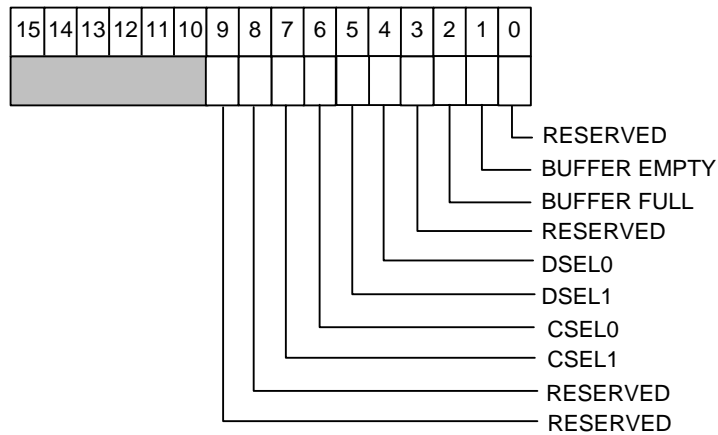 15 14 13 12 11 10 9 8 7 6 5 4 3 2 1 0
RESERVED
BUFFER EMPTY
BUFFER FULL
RESERVED
DSEL0
DSEL1
CSEL0
CSEL1
RESERVED
RESERVED